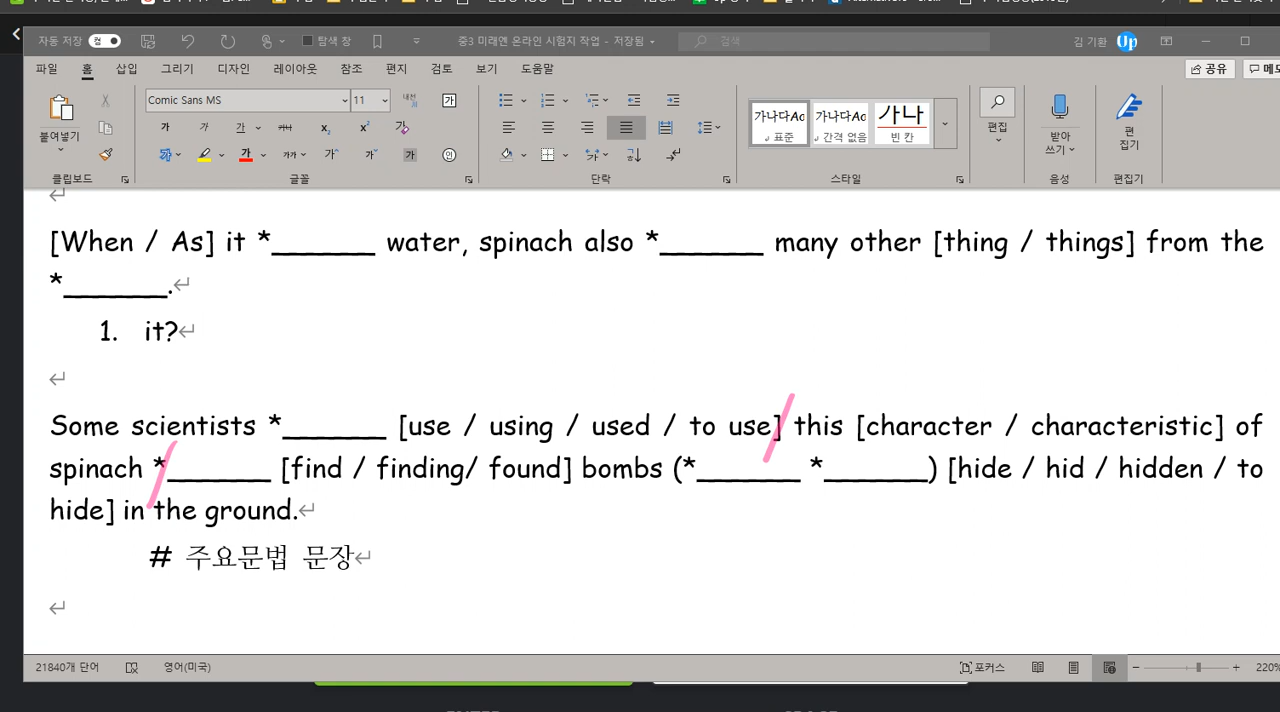 자동 저장 컴 탐색 창 중3 미래엔 온라인 시험지 작업 - 저장됨 검색 김 기환 Up
파일 홈 삽입 그리기 디자인 레이아웃 참조 편지 검토 보기 도움말 공유 메모
Comic Sans MS 11
붙여넣기
가나다AC 가나다AC 가나
표준 간격 없음 빈 칸
편집
받아
쓰기
편
집기
클립보드 글꼴 단락 스타일 음성 편집기
[When / As] it *______ water, spinach also *______ many other [thing / things] from the
*______.
1. it?
Some scientists *______ [use / using / used / to use] this [character / characteristic] of
spinach *______ [find / finding/ found] bombs (*______ *______) [hide / hid / hidden / to
hide] in the ground.
# 주요문법 문장
21840개 단어 영어(미국) 포커스 220%